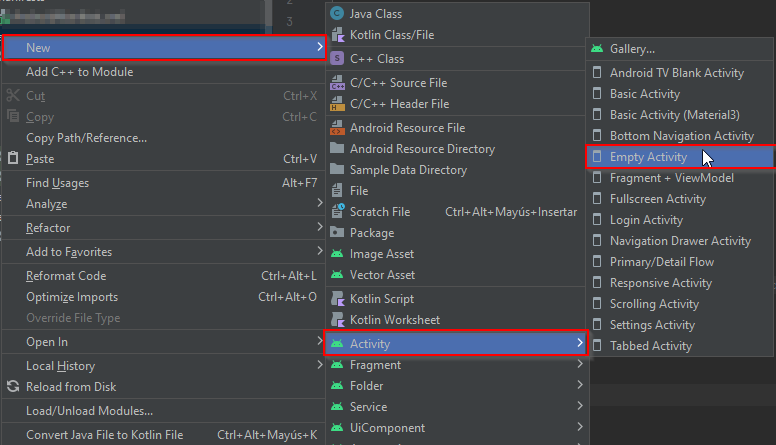 New
Add C++ to Module
Cut Ctrl+X
Copy Ctrl+C
Copy Path/Reference...
Paste Ctrl+V
Find Usages Alt+F7
Analyze
Refactor
Add to Favorites
Reformat Code Ctrl+Alt+L
Optimize Imports Ctrl+Alt+O
Override File Type
Open In
Local History
Reload from Disk
Load/Unload Modules...
Convert Java File to Kotlin File Ctrl+Alt+Mayús+K
2
3
Java Class
Kotlin Class/File
S C++ Class
C/C++ Source File
C/C++ Header File
Android Resource File
Android Resource Directory
Sample Data Directory
File
Scratch File Ctrl+Alt+Mayús+Insertar
Package
Image Asset
Vector Asset
Kotlin Script
Kotlin Worksheet
Activity
Fragment
Folder
Service
UiComponent
Gallery...
Android TV Blank Activity
Basic Activity
Basic Activity (Material3)
Bottom Navigation Activity
Empty Activity
Fragment + ViewModel
Fullscreen Activity
Login Activity
Navigation Drawer Activity
Primary/Detail Flow
Responsive Activity
Scrolling Activity
Settings Activity
Tabbed Activity